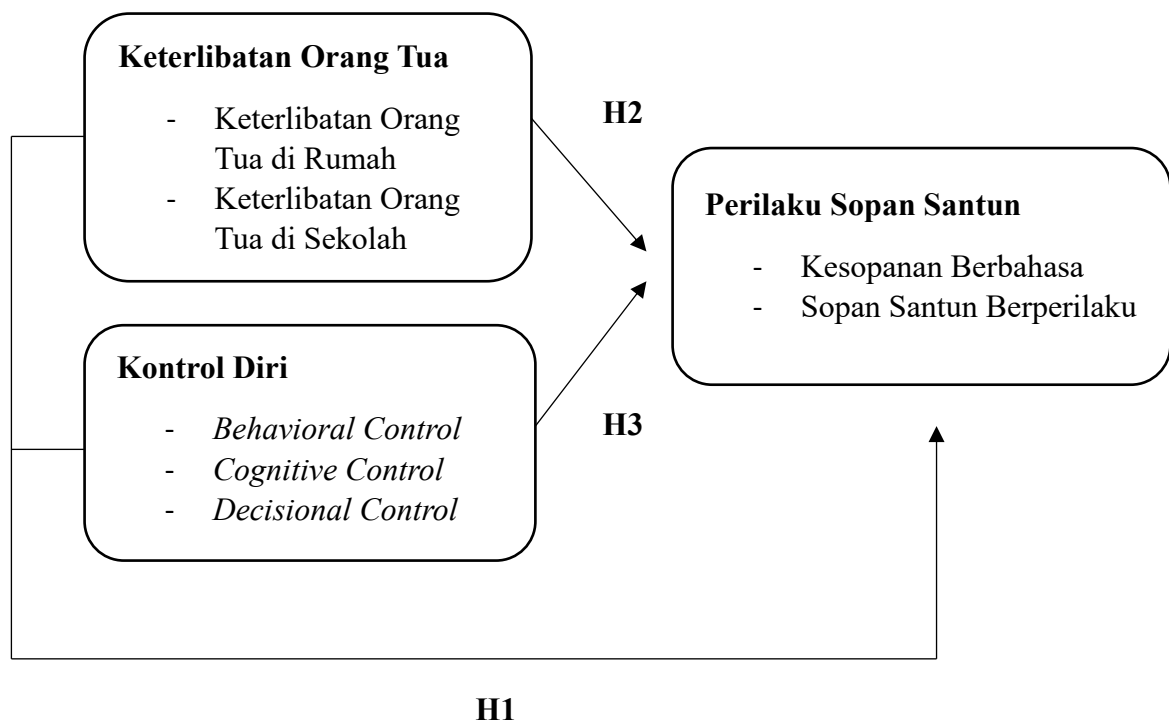 Keterlibatan Orang Tua
- Keterlibatan Orang
Tua di Rumah
- Keterlibatan Orang
Tua di Sekolah
H2
Perilaku Sopan Santun
- Kesopanan Berbahasa
- Sopan Santun Berperilaku
Kontrol Diri
- Behavioral Control
- Cognitive Control
- Decisional Control
H3
H1